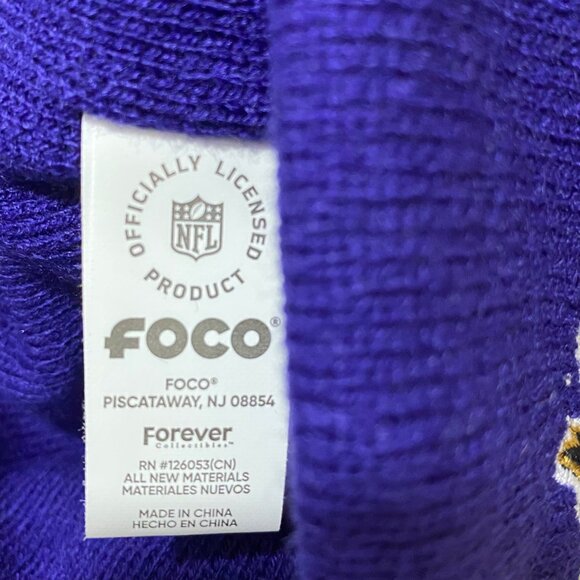 OFFICIALLY LICENSED
NFL
PRODUCT
FOCO®
FOCO®
PISCATAWAY, NJ 08854
Forever
Collectibles™
RN #126053(CN)
ALL NEW MATERIALS
MATERIALES NUEVOS
MADE IN CHINA
HECHO EN CHINA